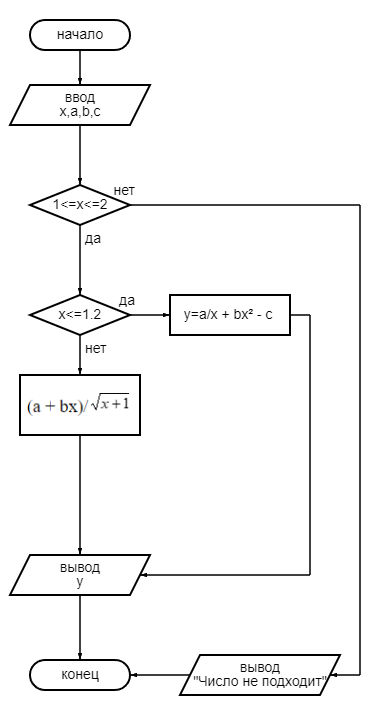 начало
ввод
x,a,b,c
нет
1<=x<=2
да
да
x<=1.2
y=a/x + bx² - c
нет
(a + bx)/√x+1
вывод
y
конец
вывод
"Число не подходит"